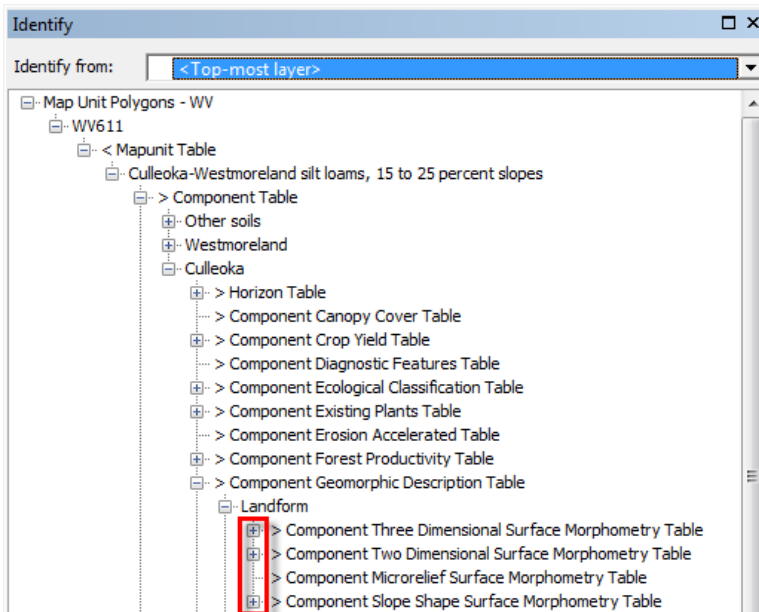 Identify
Identify from: <Top-most layer>
Map Unit Polygons - WV
WV611
< Mapunit Table
Culleoka-Westmoreland silt loams, 15 to 25 percent slopes
> Component Table
Other soils
Westmoreland
Culleoka
> Horizon Table
> Component Canopy Cover Table
> Component Crop Yield Table
> Component Diagnostic Features Table
> Component Ecological Classification Table
> Component Existing Plants Table
> Component Erosion Accelerated Table
> Component Forest Productivity Table
> Component Geomorphic Description Table
Landform
> Component Three Dimensional Surface Morphometry Table
> Component Two Dimensional Surface Morphometry Table
> Component Microrelief Surface Morphometry Table
> Component Slope Shape Surface Morphometry Table